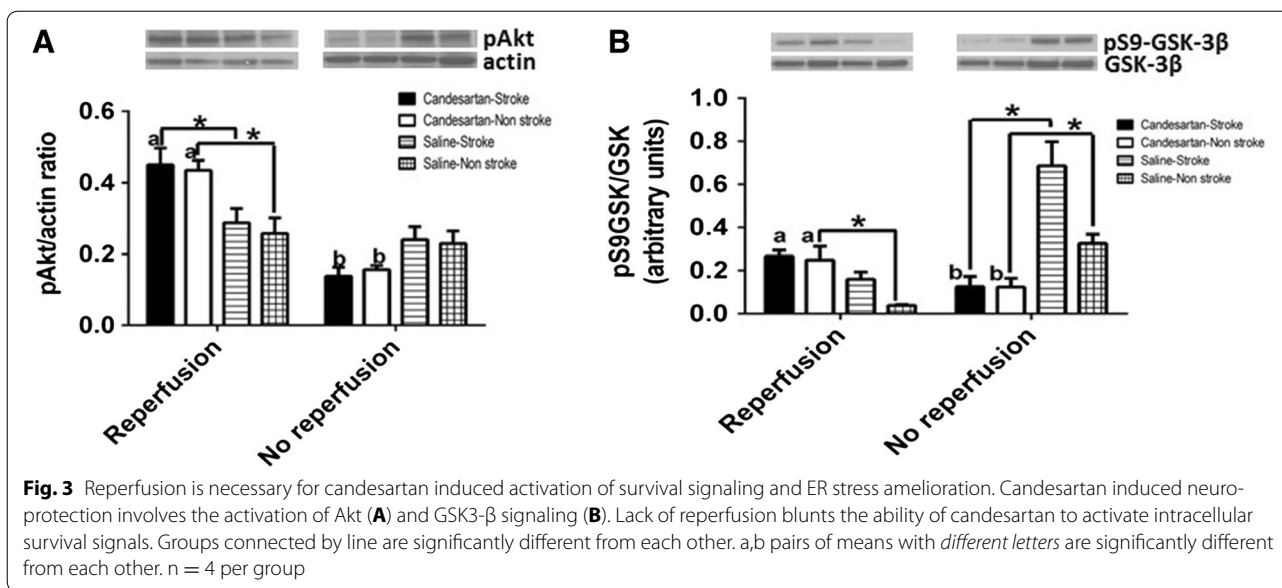 A
pAkt
actin
Candesartan-Stroke
Candesartan-Non stroke
Saline-Stroke
Saline-Non stroke
pAkt/actin ratio
0.6
0.4
0.2
0.0
a
a
*
*
b
b
Reperfusion
No reperfusion
B
pS9-GSK-3β
GSK-3β
Candesartan-Stroke
Candesartan-Non stroke
Saline-Stroke
Saline-Non stroke
pS9GSK/GSK
(arbitrary units)
1.0
0.8
0.6
0.4
0.2
0.0
a
a
*
b
b
*
*
Reperfusion
No reperfusion
Fig. 3 Reperfusion is necessary for candesartan induced activation of survival signaling and ER stress amelioration. Candesartan induced neuro-
protection involves the activation of Akt (A) and GSK3-β signaling (B). Lack of reperfusion blunts the ability of candesartan to activate intracellular
survival signals. Groups connected by line are significantly different from each other. a,b pairs of means with different letters are significantly different
from each other. n = 4 per group